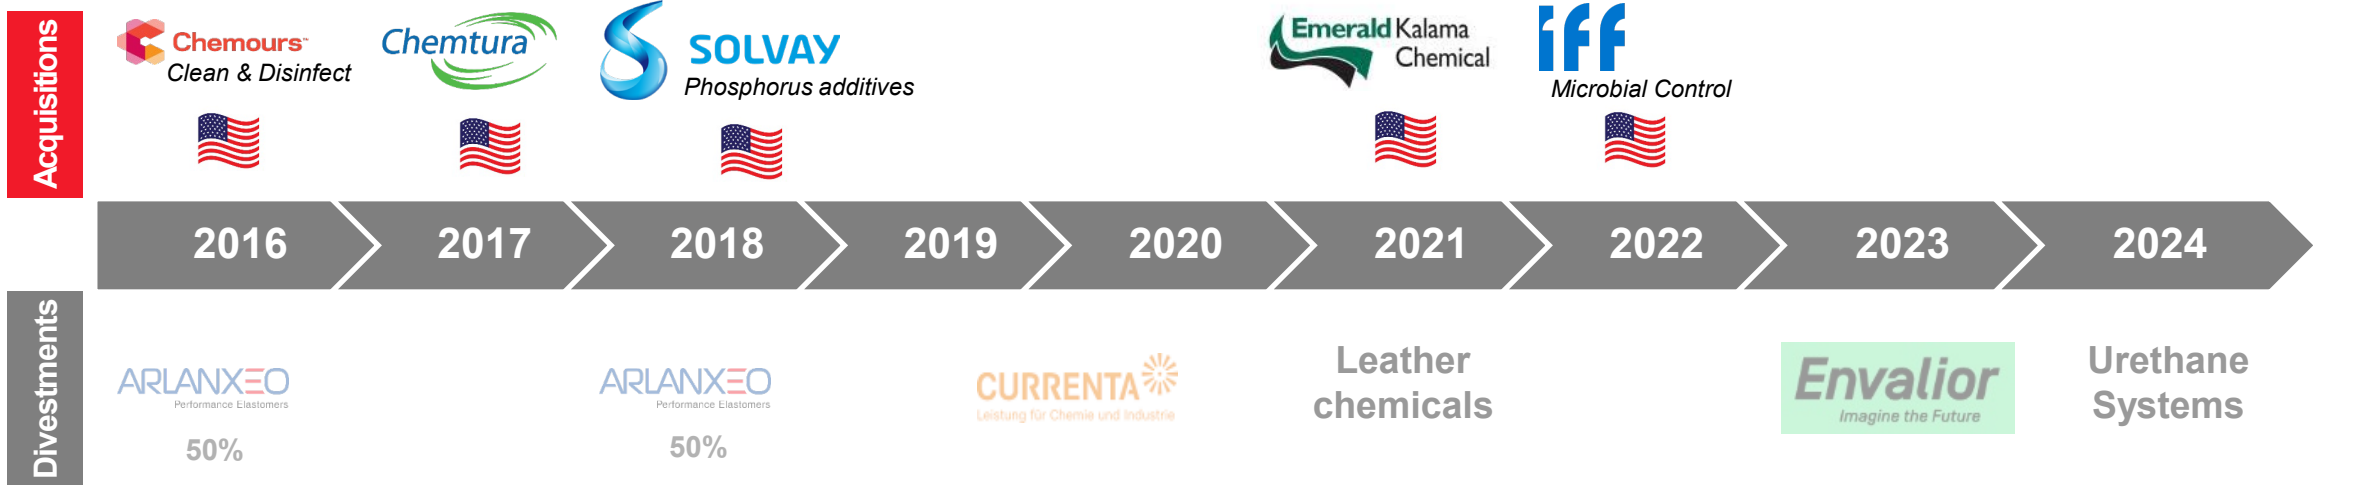 Acquisitions
Chemours™
Clean & Disinfect
Chemtura
SOLVAY
Phosphorus additives
Emerald Kalama
Chemical
iff
Microbial Control
2016
2017
2018
2019
2020
2021
2022
2023
2024
Divestments
ARLANXEO
Performance Elastomers
50%
ARLANXEO
Performance Elastomers
50%
CURRENTA
Leistung für Chemie und Industrie
Leather
chemicals
Envalior
Imagine the Future
Urethane
Systems